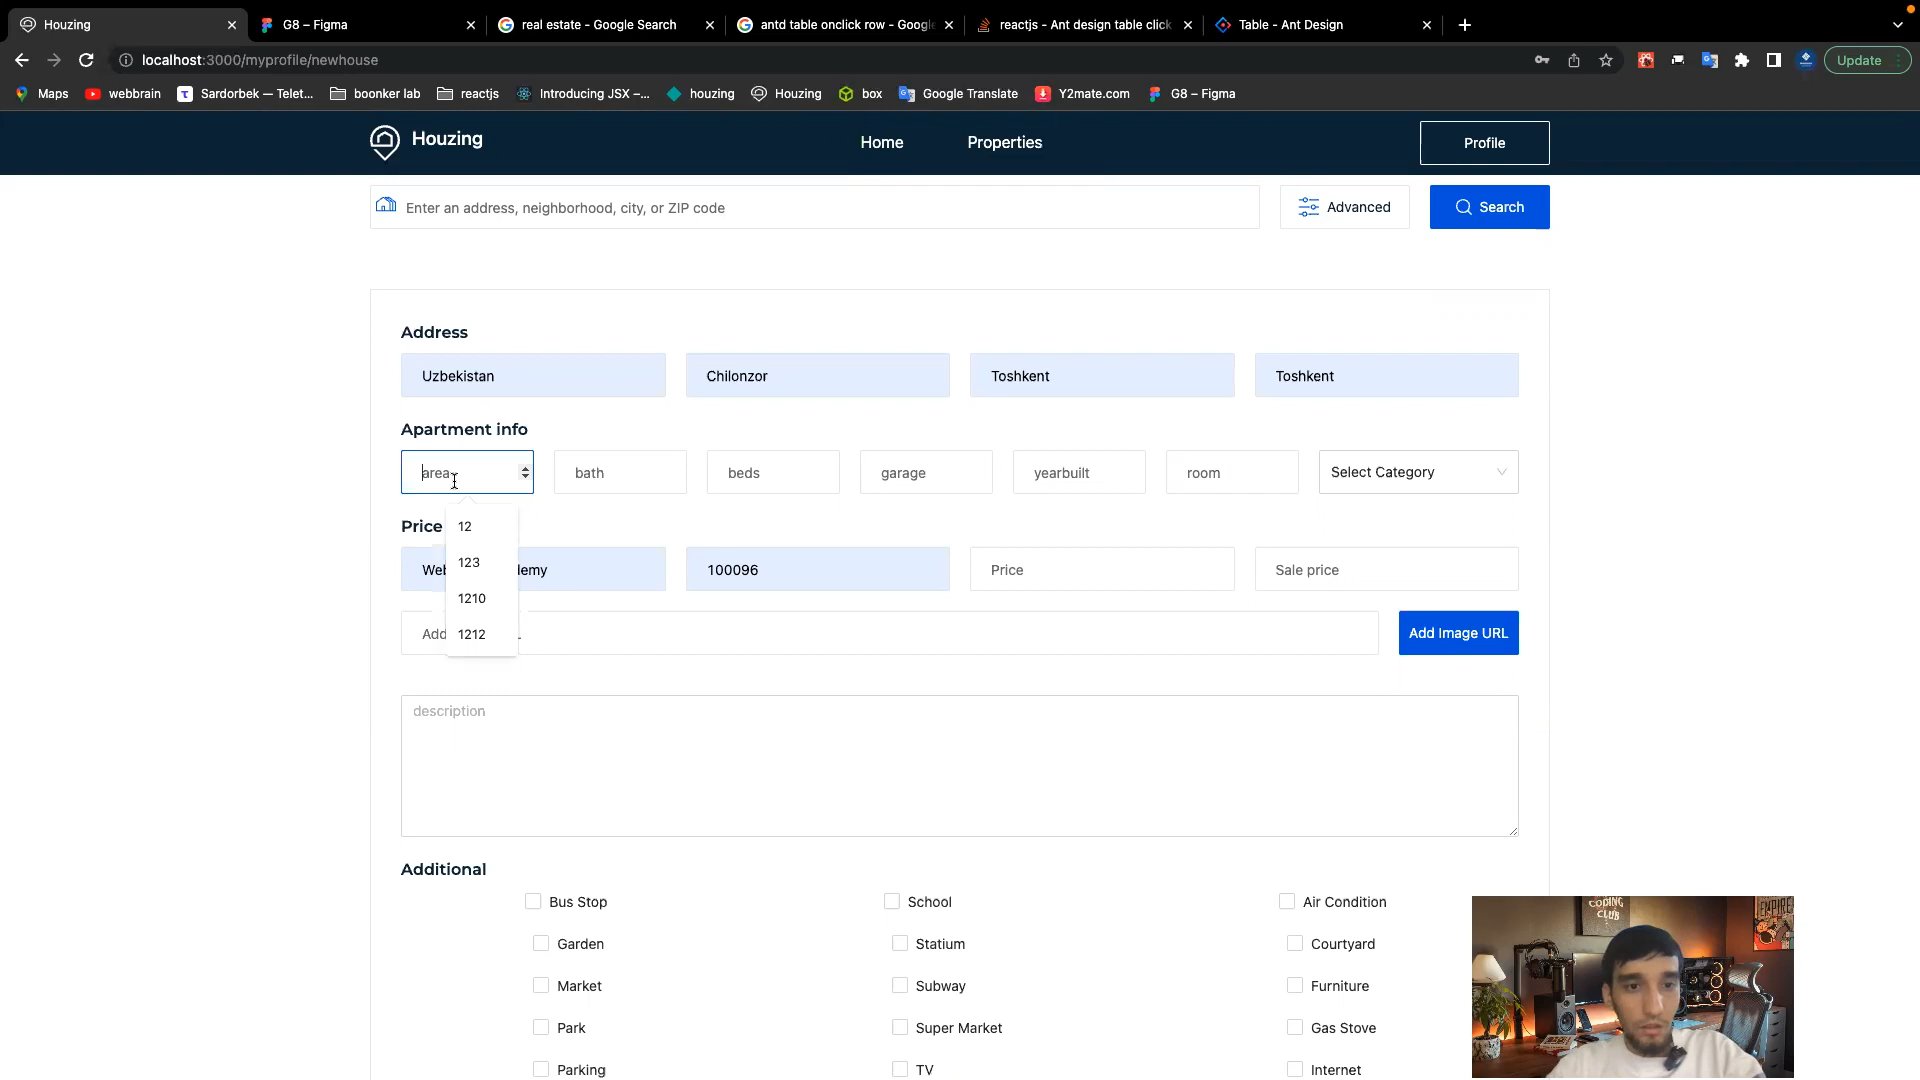 Houzing
G8 – Figma
real estate - Google Search
antd table onclick row - Google
reactjs - Ant design table click
Table - Ant Design
localhost:3000/myprofile/newhouse
Update
Maps
webbrain
Sardorbek — Telet...
boonker lab
reactjs
Introducing JSX –...
houzing
Houzing
box
Google Translate
Y2mate.com
G8 – Figma
Houzing
Home
Properties
Profile
Enter an address, neighborhood, city, or ZIP code
Advanced
Search
Address
Uzbekistan
Chilonzor
Toshkent
Toshkent
Apartment info
area
bath
beds
garage
yearbuilt
room
Select Category
Price
12
123
1210
1212
100096
Price
Sale price
Add Image URL
description
Additional
Bus Stop
School
Air Condition
Garden
Statium
Courtyard
Market
Subway
Furniture
Park
Super Market
Gas Stove
Parking
TV
Internet
CODING
CLUB
EMPIRE